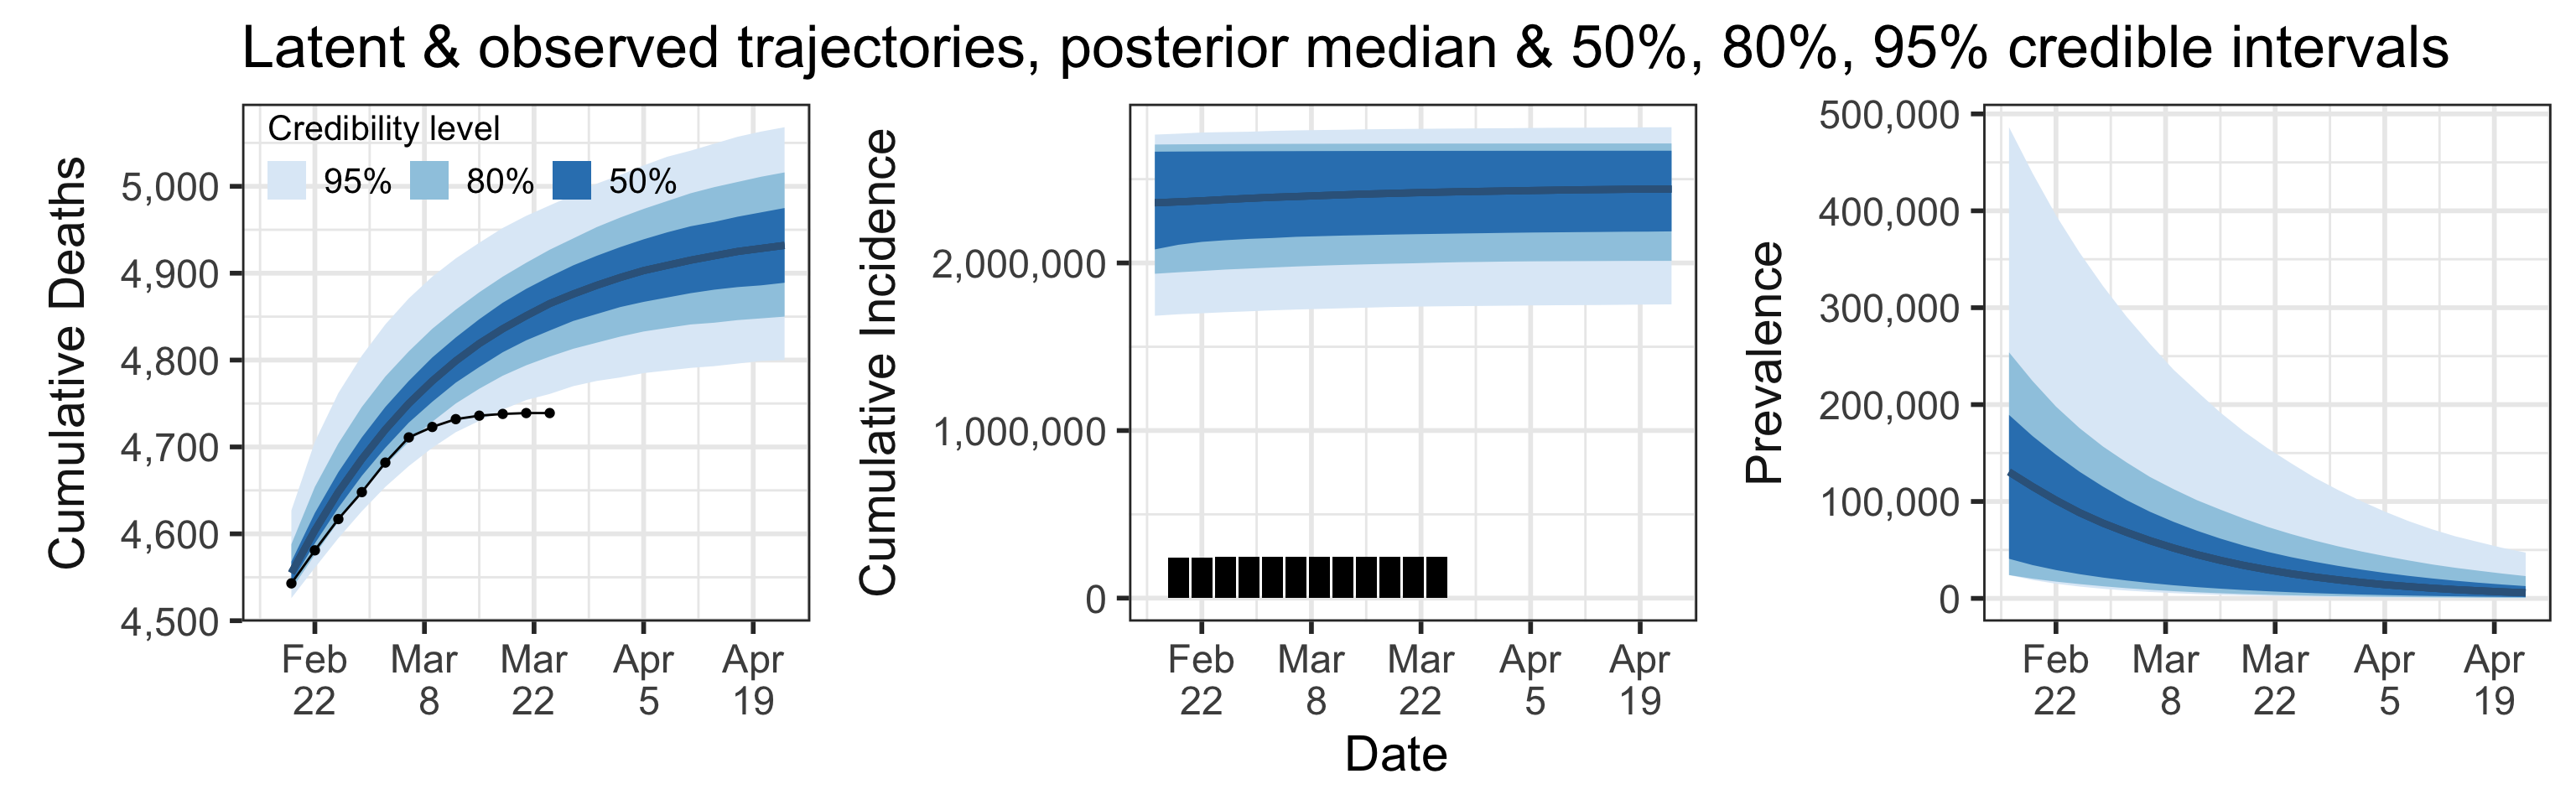 Latent & observed trajectories, posterior median & 50%, 80%, 95% credible intervals
Cumulative Deaths
Credibility level
95% 80% 50%
5,000
4,900
4,800
4,700
4,600
4,500
Feb 22
Mar 8
Mar 22
Apr 5
Apr 19
Cumulative Incidence
2,000,000
1,000,000
0
Feb 22
Mar 8
Mar 22
Apr 5
Apr 19
Prevalence
500,000
400,000
300,000
200,000
100,000
0
Feb 22
Mar 8
Mar 22
Apr 5
Apr 19
Date